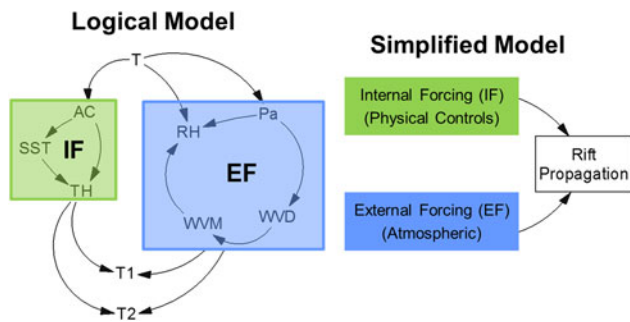 Logical Model
T
AC
SST
IF
TH
RH
Pa
EF
WVM
WVD
T1
T2
Simplified Model
Internal Forcing (IF)
(Physical Controls)
Rift
Propagation
External Forcing (EF)
(Atmospheric)